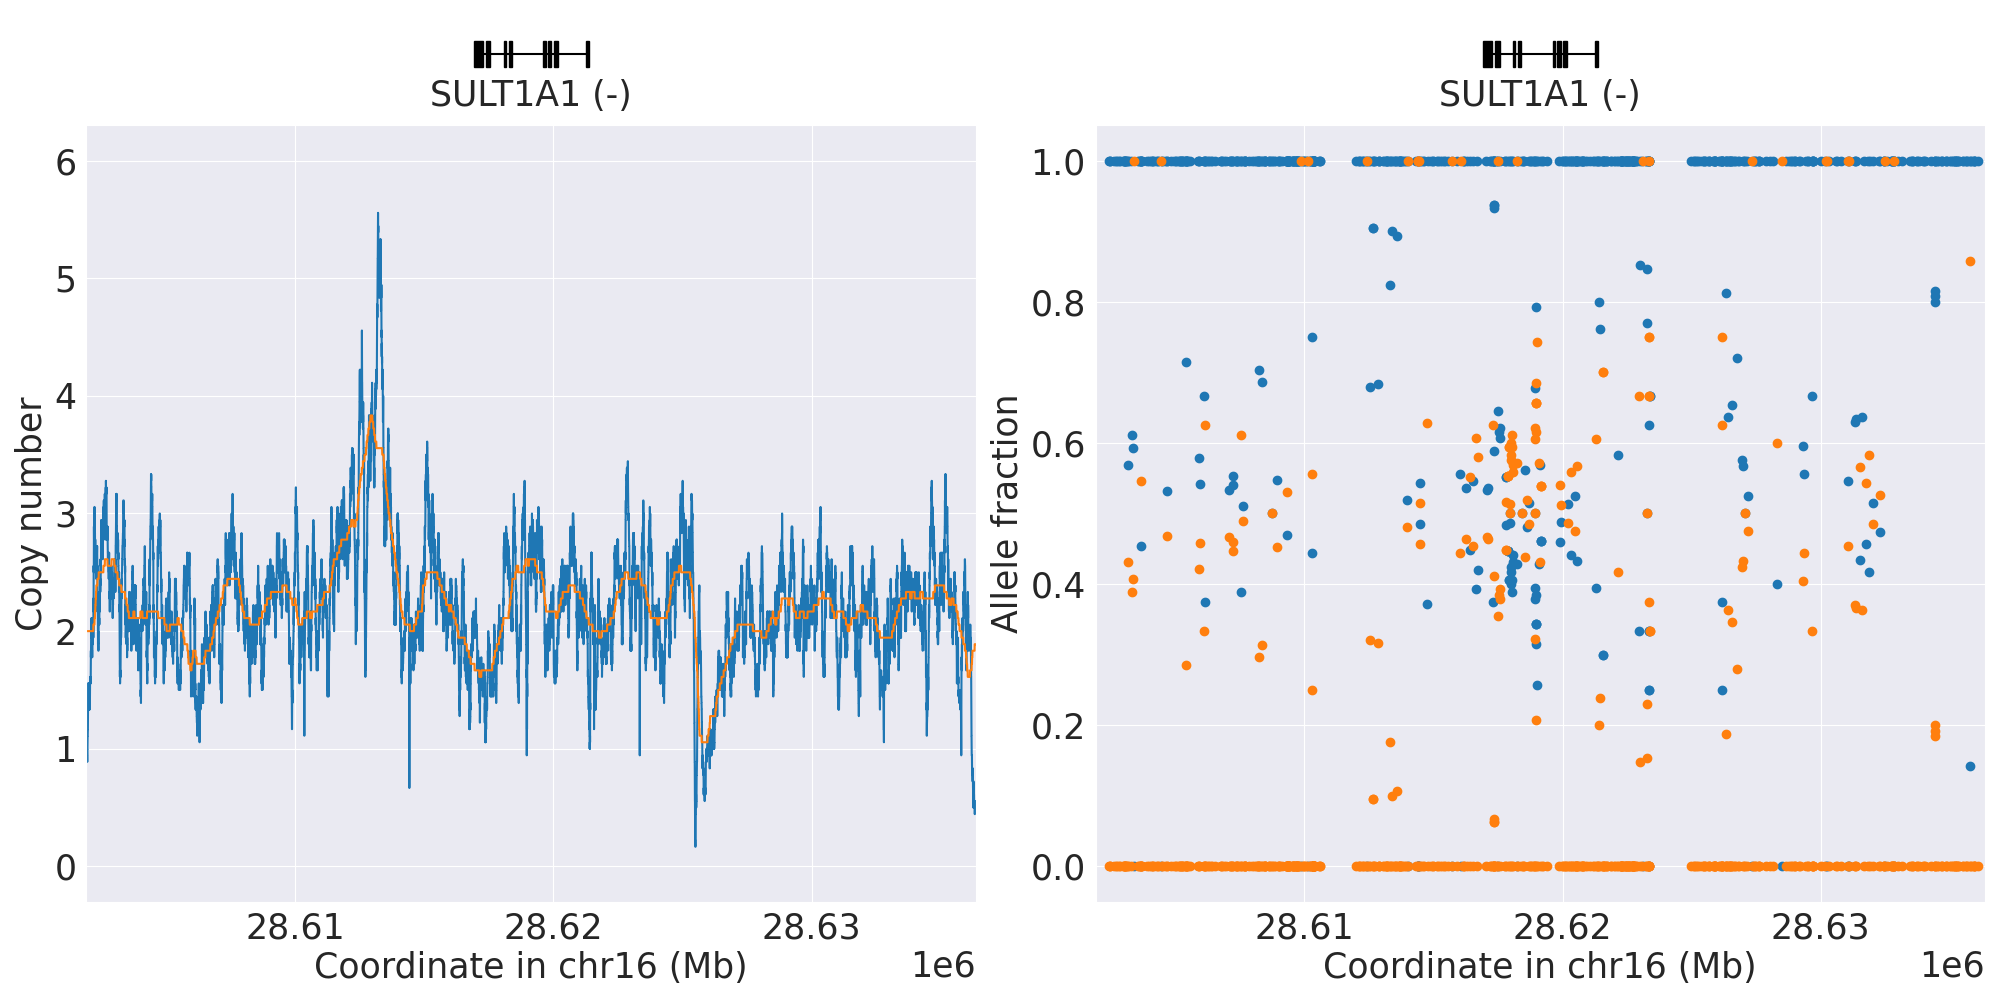 SULT1A1 (-)
6
5
4
3
2
1
0
Copy number
28.61
28.62
28.63
Coordinate in chr16 (Mb)
1e6
SULT1A1 (-)
1.0
0.8
0.6
0.4
0.2
0.0
Allele fraction
28.61
28.62
28.63
Coordinate in chr16 (Mb)
1e6